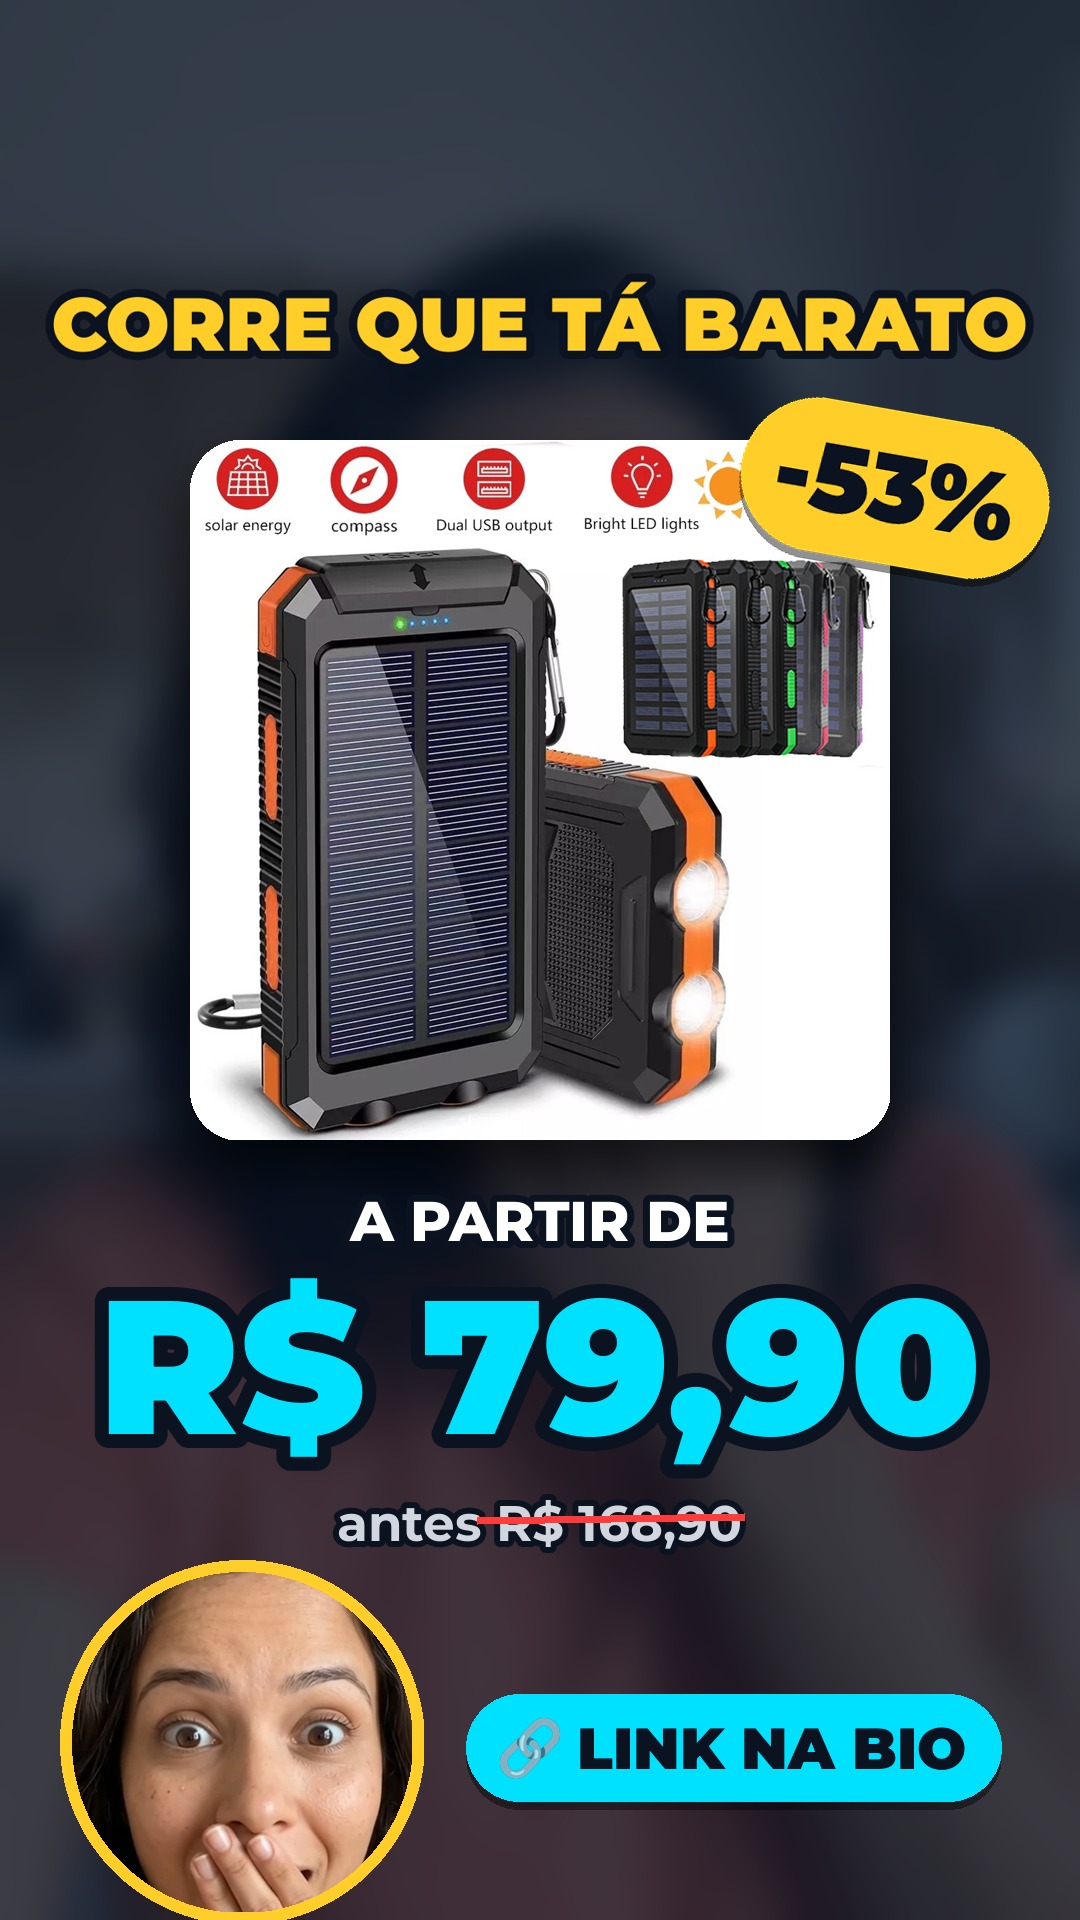 CORRE QUE TÁ BARATO
-53%
solar energy
compass
Dual USB output
Bright LED lights
A PARTIR DE
R$ 79,90
antes R$ 168,90
LINK NA BIO